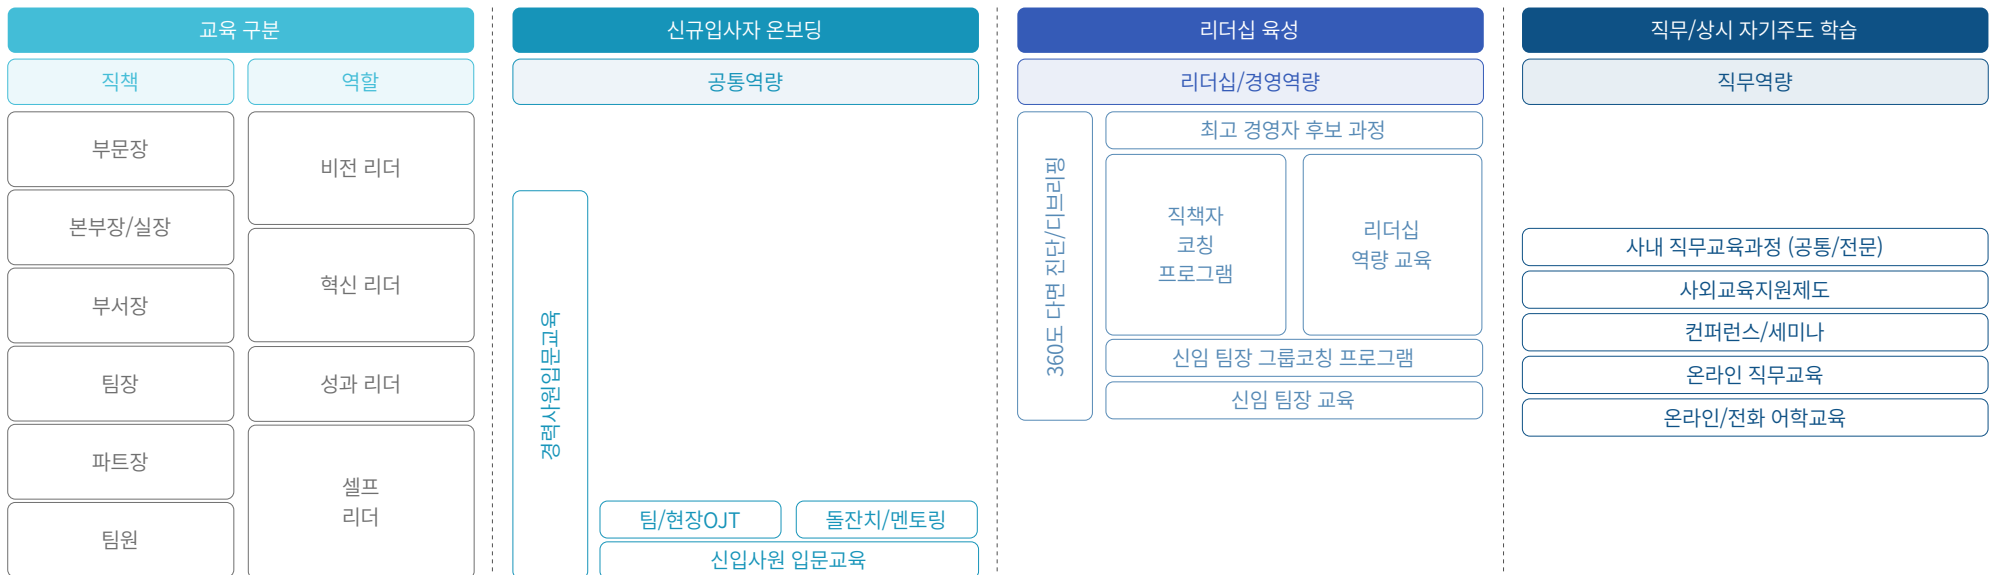 교육 구분
직책
역할
부문장
본부장/실장
부서장
팀장
파트장
팀원
비전 리더
혁신 리더
성과 리더
셀프
리더
신규입사자 온보딩
공통역량
경력사원입문교육
팀/현장OJT
돌잔치/멘토링
신입사원 입문교육
리더십 육성
리더십/경영역량
360도 다면 진단/디브리핑
최고 경영자 후보 과정
직책자
코칭
프로그램
리더십
역량 교육
신임 팀장 그룹코칭 프로그램
신임 팀장 교육
직무/상시 자기주도 학습
직무역량
사내 직무교육과정 (공통/전문)
사외교육지원제도
컨퍼런스/세미나
온라인 직무교육
온라인/전화 어학교육